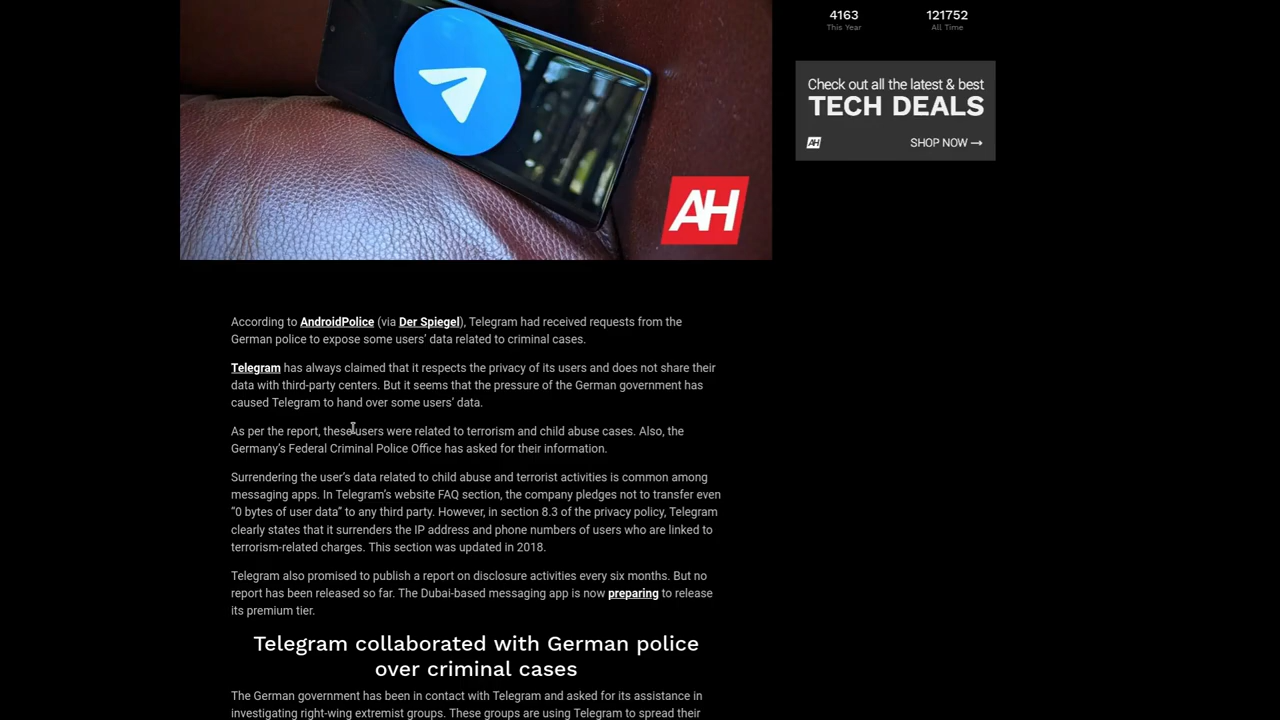 4163
121752
This Year
All Time
Check out all the latest & best
TECH DEALS
AH
SHOP NOW →
AH
According to AndroidPolice (via Der Spiegel), Telegram had received requests from the
German police to expose some users’ data related to criminal cases.
Telegram has always claimed that it respects the privacy of its users and does not share their
data with third-party centers. But it seems that the pressure of the German government has
caused Telegram to hand over some users’ data.
As per the report, these users were related to terrorism and child abuse cases. Also, the
Germany’s Federal Criminal Police Office has asked for their information.
Surrendering the user’s data related to child abuse and terrorist activities is common among
messaging apps. In Telegram’s website FAQ section, the company pledges not to transfer even
“0 bytes of user data” to any third party. However, in section 8.3 of the privacy policy, Telegram
clearly states that it surrenders the IP address and phone numbers of users who are linked to
terrorism-related charges. This section was updated in 2018.
Telegram also promised to publish a report on disclosure activities every six months. But no
report has been released so far. The Dubai-based messaging app is now preparing to release
its premium tier.
Telegram collaborated with German police
over criminal cases
The German government has been in contact with Telegram and asked for its assistance in
investigating right-wing extremist groups. These groups are using Telegram to spread their